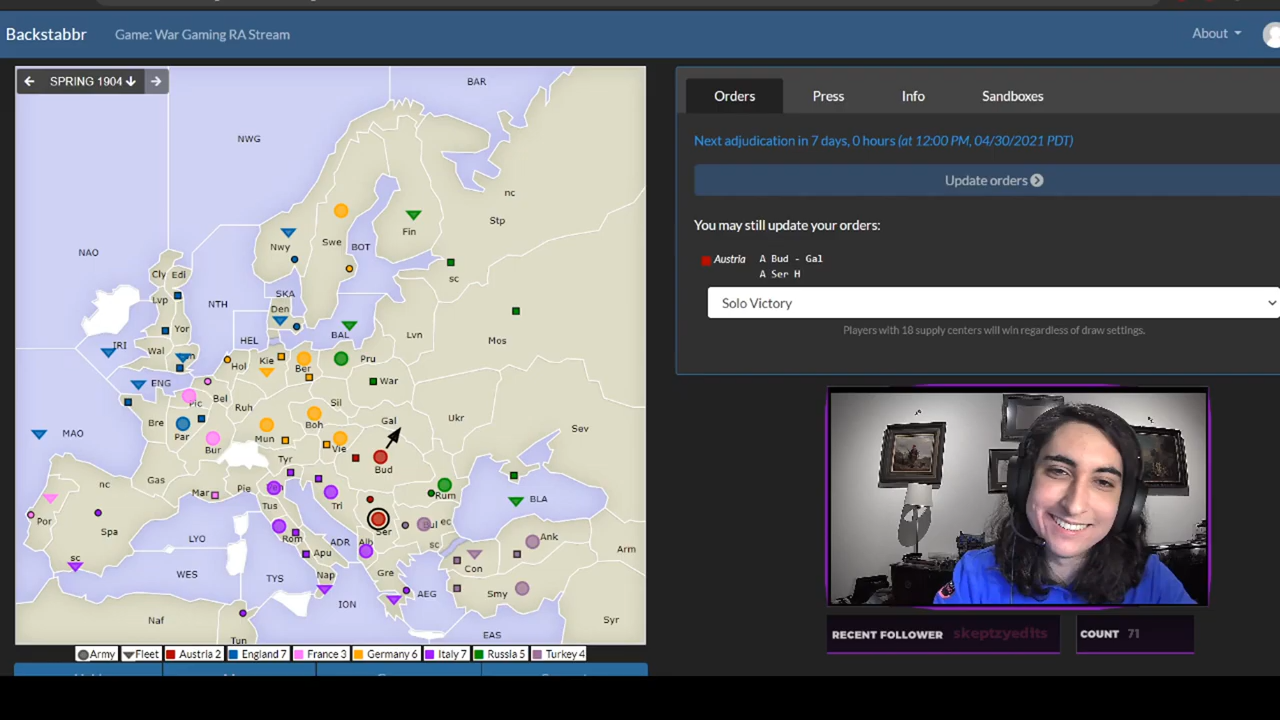 Backstabbr
Game: War Gaming RA Stream
About
SPRING 1904
Orders
Press
Info
Sandboxes
Next adjudication in 7 days, 0 hours (at 12:00 PM, 04/30/2021 PDT)
Update orders
You may still update your orders:
Austria A Bud - Gal
A Ser H
Solo Victory
Players with 18 supply centers will win regardless of draw settings.
BAR
NWG
nc
Stp
NAO
Nwy
Swe
BOT
Fin
Cly Edi
sc
SKA
Lvp
NTH
Den
Mos
Yor
HEL
BAL
Lvn
IRI
Wal
Hol
Kie
Ber
Pru
ENG
Bel
War
Pic
Ruh
Sil
Bre
Par
Mun
Boh
Gal
Ukr
MAO
Bur
Vie
Sev
Tyr
Bud
nc
Gas
Mar
Pie
Rum
Por
Spa
Tus
Tri
BLA
Ser
Bul ec
sc
LYO
Rom
ADR
Alb
Ank
Arm
sc
Apu
Con
WES
TYS
Nap
Gre
AEG
Smy
ION
Naf
Tun
EAS
Syr
Army Fleet Austria 2 England 7 France 3 Germany 6 Italy 7 Russia 5 Turkey 4
RECENT FOLLOWER skeptzyedits
COUNT 71